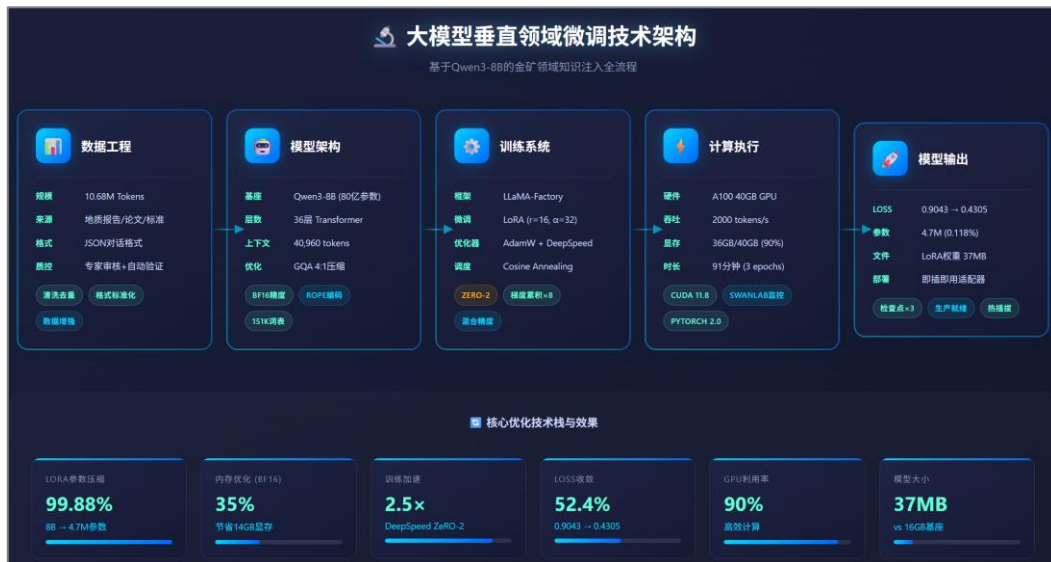 大模型垂直领域微调技术架构
基于Qwen3-8B的金矿领域知识注入全流程
数据工程
规模 10.68M Tokens
来源 地质报告/论文/标准
格式 JSON对话格式
质控 专家审核+自动验证
清洗去重 格式标准化
数据增强
模型架构
基座 Qwen3-8B (80亿参数)
层数 36层 Transformer
上下文 40,960 tokens
优化 GQA 4:1压缩
BF16精度 ROPE编码
151K词表
训练系统
框架 LLaMA-Factory
微调 LoRA (r=16, α=32)
优化器 AdamW + DeepSpeed
调度 Cosine Annealing
ZERO-2 梯度累积×8
混合精度
计算执行
硬件 A100 40GB GPU
吞吐 2000 tokens/s
显存 36GB/40GB (90%)
时长 91分钟 (3 epochs)
CUDA 11.8 SWANLAB监控
PYTORCH 2.0
模型输出
LOSS 0.9043 → 0.4305
参数 4.7M (0.118%)
文件 LoRA权重 37MB
部署 即插即用适配器
检查点×3 生产就绪 热插拔
核心优化技术栈与效果
LORA参数压缩
99.88%
8B → 4.7M参数
内存优化 (BF16)
35%
节省14GB显存
训练加速
2.5×
DeepSpeed ZeRO-2
LOSS收敛
52.4%
0.9043 → 0.4305
GPU利用率
90%
高效计算
模型大小
37MB
vs 16GB基座